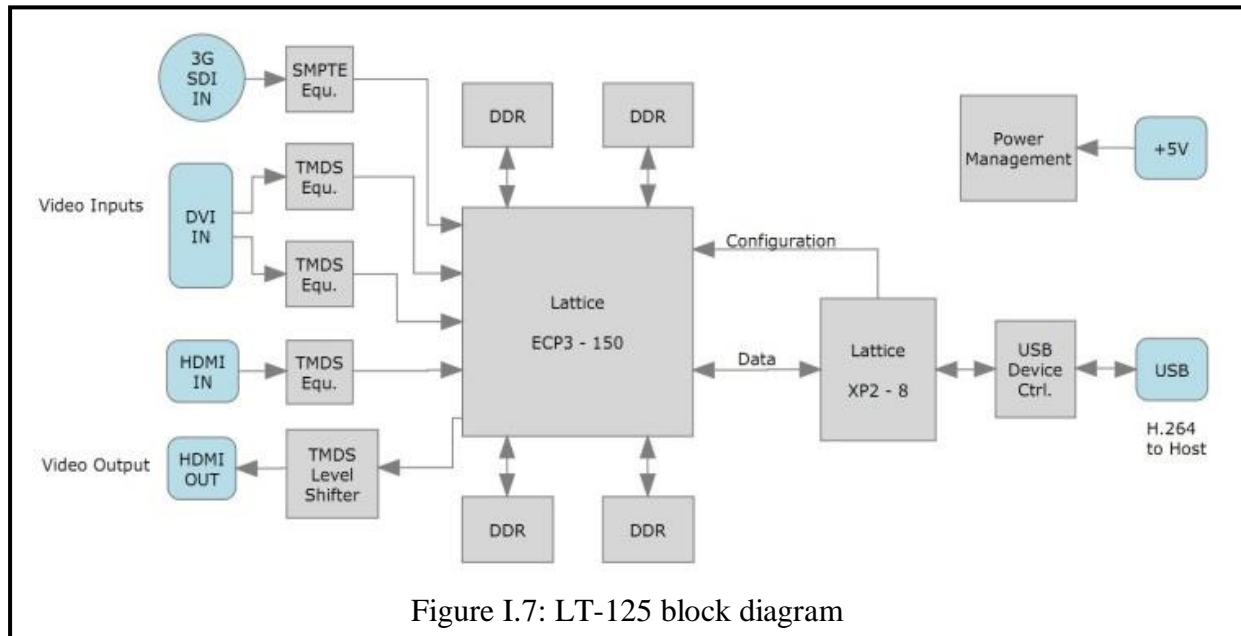 3G
SDI
IN
SMPTE
Equ.
DDR
DDR
Power
Management
+5V
Video Inputs
DVI
IN
TMDS
Equ.
TMDS
Equ.
Configuration
Lattice
ECP3 - 150
Data
Lattice
XP2 - 8
USB
Device
Ctrl.
USB
HDMI
IN
TMDS
Equ.
H.264
to Host
Video Output
HDMI
OUT
TMDS
Level
Shifter
DDR
DDR
Figure I.7: LT-125 block diagram